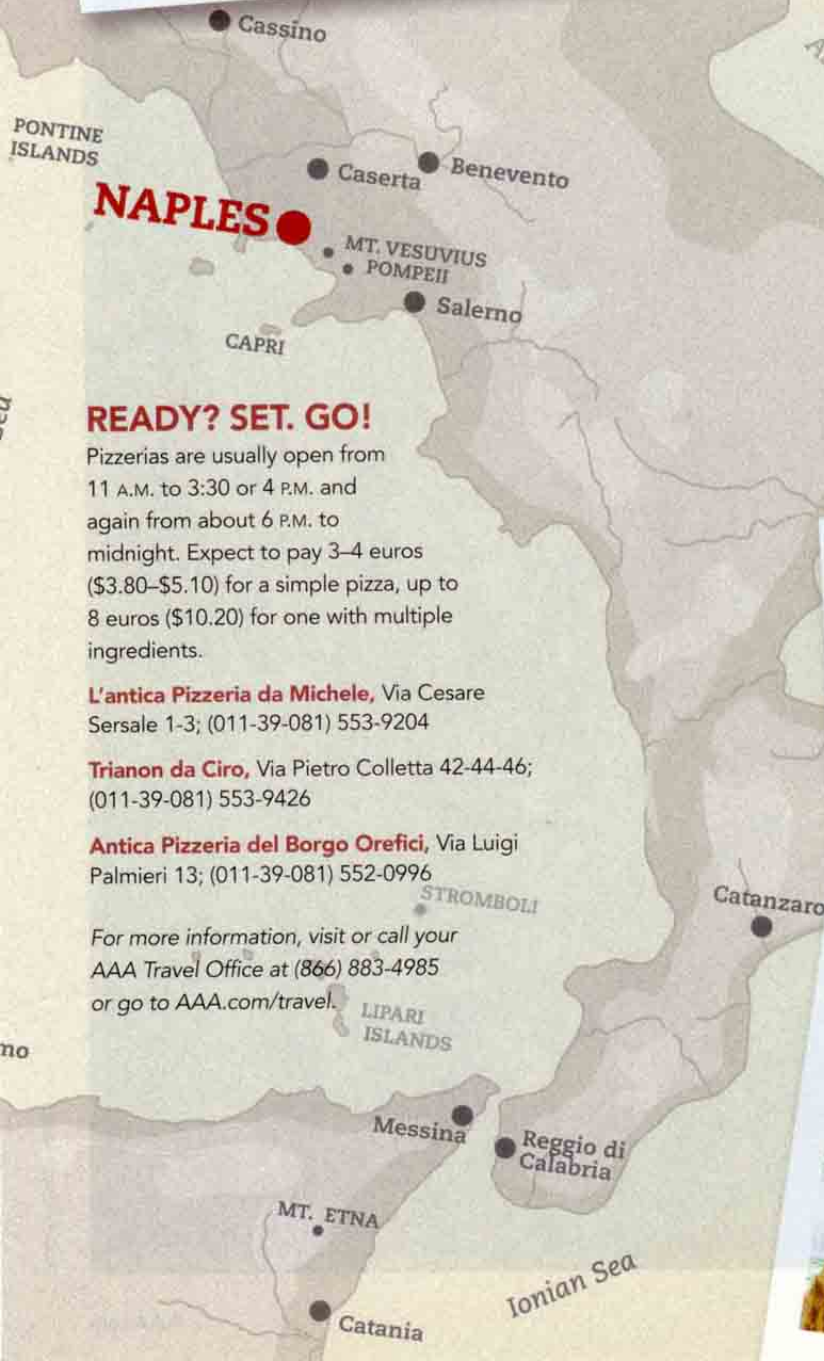 Cassino
PONTINE
ISLANDS
Caserta
Benevento
NAPLES
MT. VESUVIUS
POMPEII
Salerno
CAPRI
READY? SET. GO!
Pizzerias are usually open from
11 A.M. to 3:30 or 4 P.M. and
again from about 6 P.M. to
midnight. Expect to pay 3–4 euros
($3.80–$5.10) for a simple pizza, up to
8 euros ($10.20) for one with multiple
ingredients.
L'antica Pizzeria da Michele, Via Cesare
Sersale 1-3; (011-39-081) 553-9204
Trianon da Ciro, Via Pietro Colletta 42-44-46;
(011-39-081) 553-9426
Antica Pizzeria del Borgo Orefici, Via Luigi
Palmieri 13; (011-39-081) 552-0996
STROMBOLI
Catanzaro
For more information, visit or call your
AAA Travel Office at (866) 883-4985
or go to AAA.com/travel.
LIPARI
ISLANDS
Messina
Reggio di
Calabria
MT. ETNA
Ionian Sea
Catania